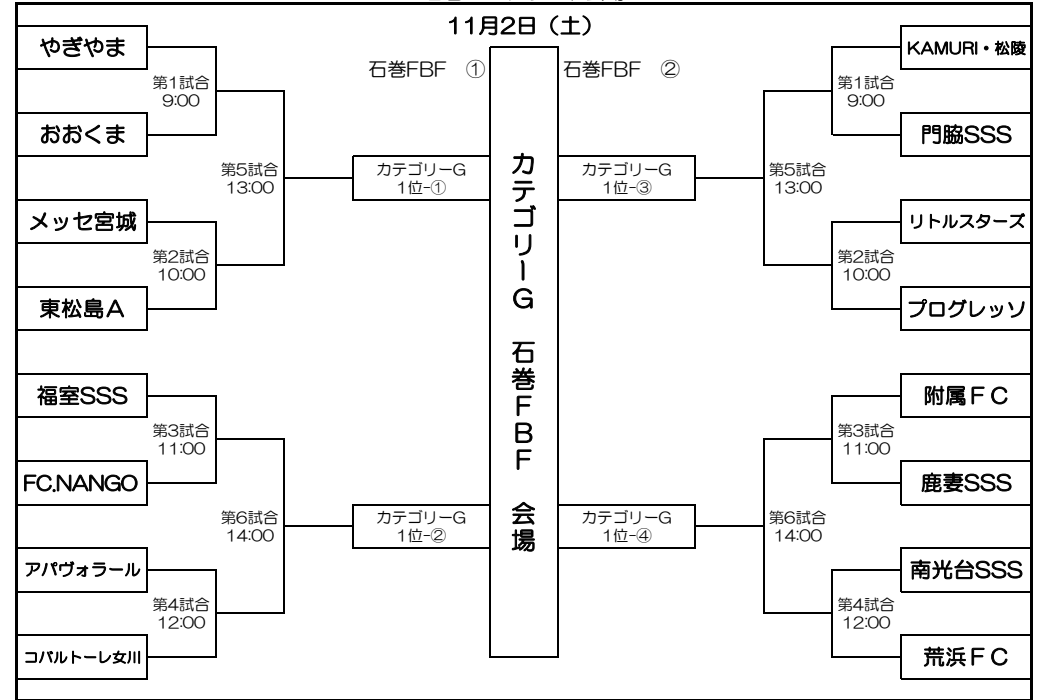 11月2日（土）
石巻FBF　①
石巻FBF　②
カテゴリーG　石巻FBF　会場
やぎやま
第1試合
9:00
おおくま
第5試合
13:00
カテゴリーG
1位-①
メッセ宮城
第2試合
10:00
東松島A
福室SSS
第3試合
11:00
FC.NANGO
第6試合
14:00
カテゴリーG
1位-②
アパヴォラール
第4試合
12:00
コバルトーレ女川
KAMURI・松陵
第1試合
9:00
門脇SSS
カテゴリーG
1位-③
第5試合
13:00
リトルスターズ
第2試合
10:00
プログレッソ
附属FC
第3試合
11:00
鹿妻SSS
カテゴリーG
1位-④
第6試合
14:00
南光台SSS
第4試合
12:00
荒浜FC